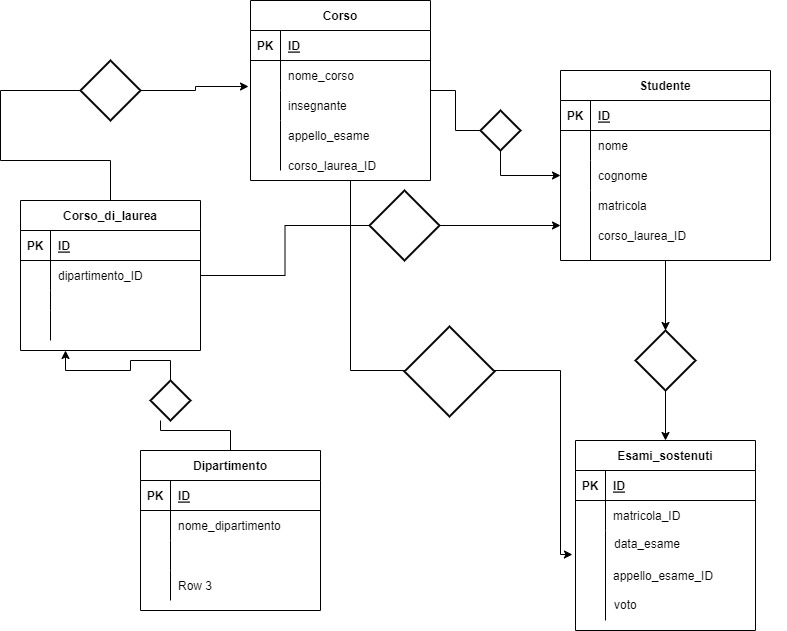 Corso
PK ID
nome_corso
insegnante
appello_esame
corso_laurea_ID
Studente
PK ID
nome
cognome
matricola
corso_laurea_ID
Corso_di_laurea
PK ID
dipartimento_ID
Dipartimento
PK ID
nome_dipartimento
Row 3
Esami_sostenuti
PK ID
matricola_ID
data_esame
appello_esame_ID
voto